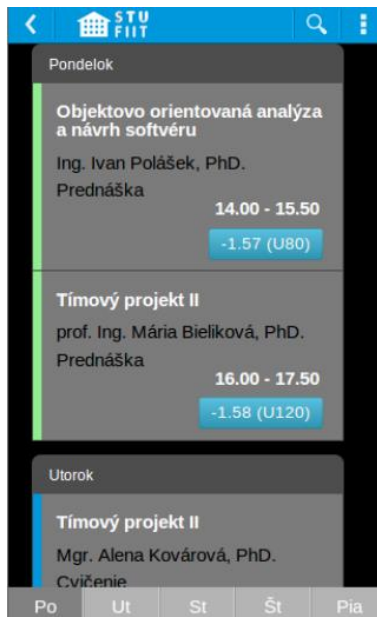 STU
FIIT
Pondelok
Objektovo orientovaná analýza
a návrh softvéru
Ing. Ivan Polášek, PhD.
Prednáška
14.00 - 15.50
-1.57 (U80)
Tímový projekt II
prof. Ing. Mária Bieliková, PhD.
Prednáška
16.00 - 17.50
-1.58 (U120)
Utorok
Tímový projekt II
Mgr. Alena Kovárová, PhD.
Cvičenie
Po Ut St Št Pia